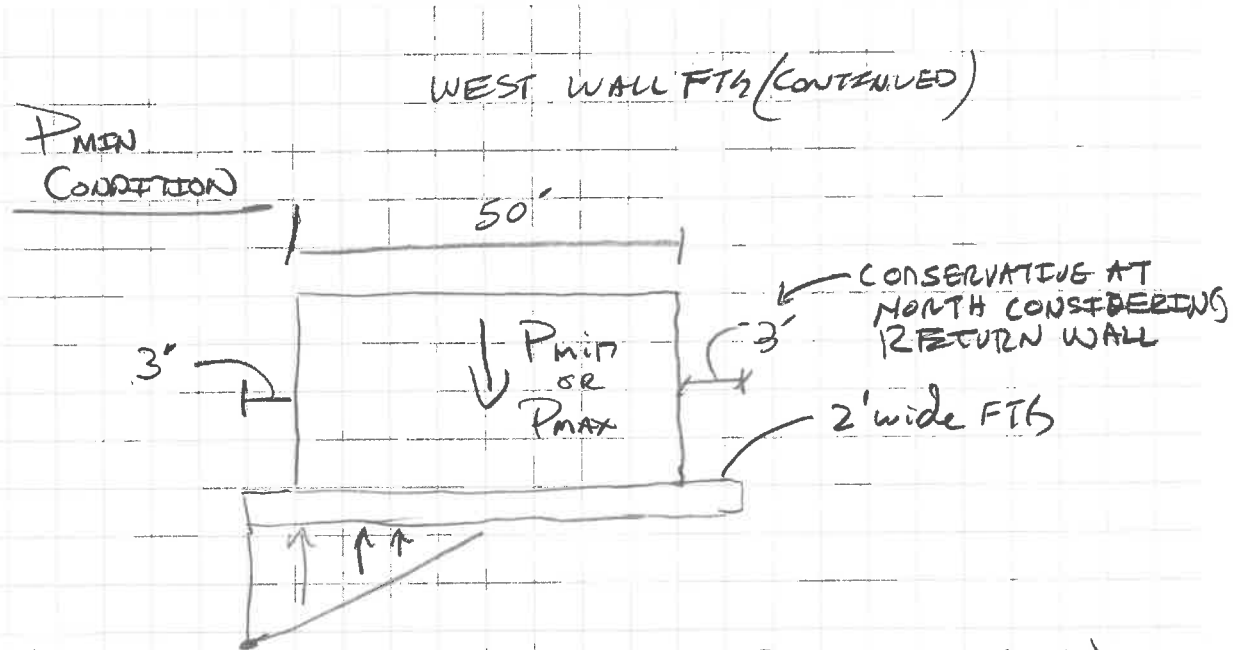 WEST WALL FTG (CONTINUED)
PMIN
CONDITION
50'
CONSERVATIVE AT
NORTH CONSIDERING
RETURN WALL
3'
3'
Pmin
OR
PMAX
2' wide FTG